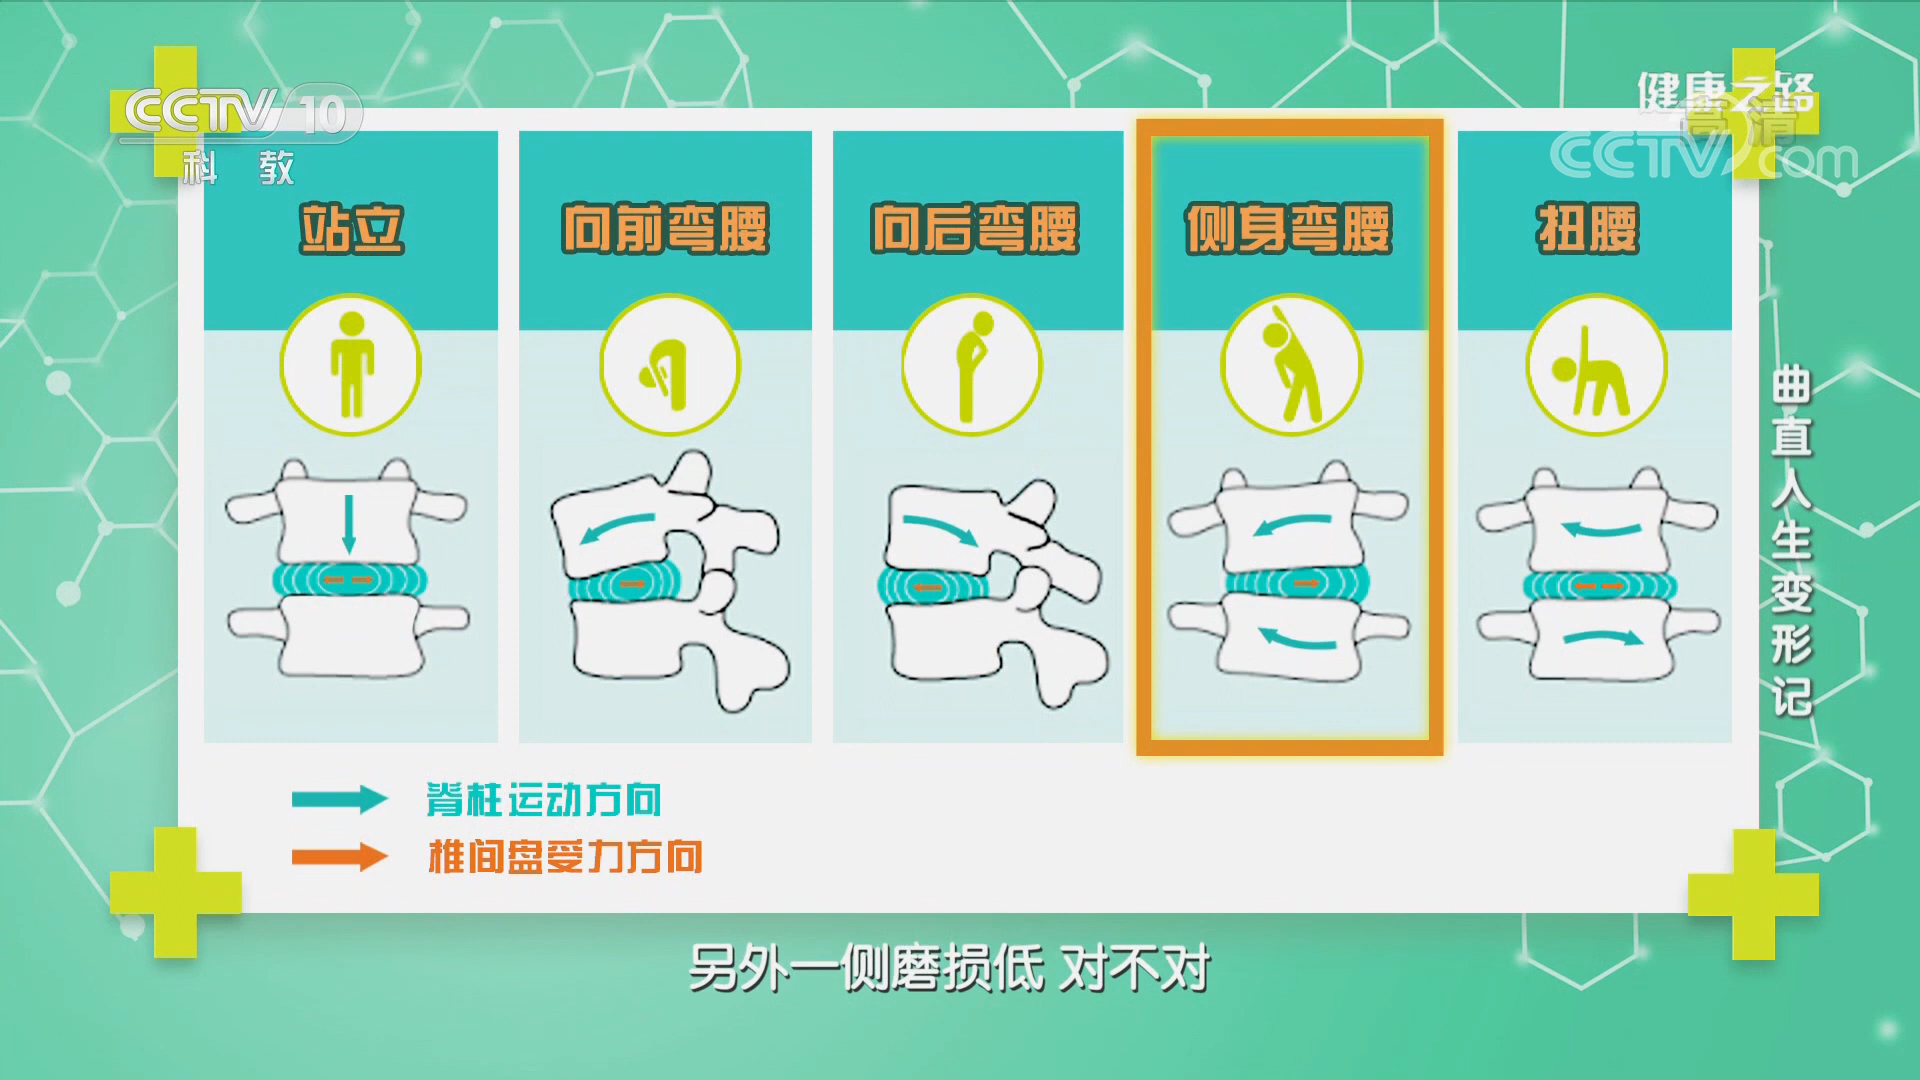 CCTV 10
科 教
健康之路
高清
CCTV.com
站立
向前弯腰
向后弯腰
侧身弯腰
扭腰
曲直人生变形记
脊柱运动方向
椎间盘受力方向
另外一侧磨损低 对不对